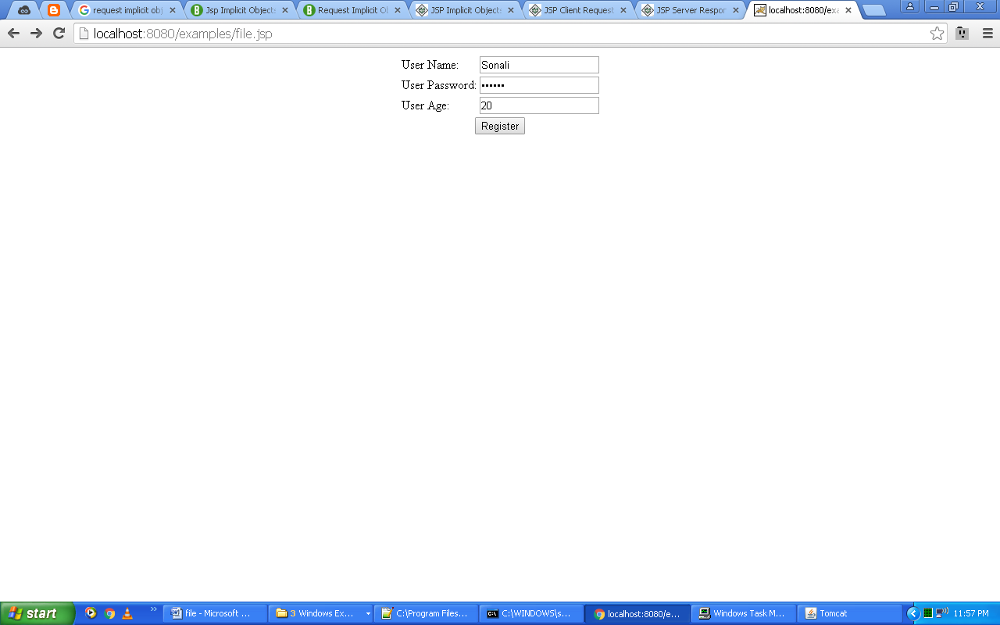 request implicit obj
Jsp Implicit Objects
Request Implicit Ob
JSP Implicit Objects
JSP Client Request
JSP Server Respor
localhost:8080/exa
localhost:8080/examples/file.jsp
User Name: Sonali
User Password: ••••••
User Age: 20
Register
start
file - Microsoft ...
3 Windows Ex...
C:\Program Files...
C:\WINDOWS\s...
localhost:8080/e...
Windows Task M...
Tomcat
11:57 PM